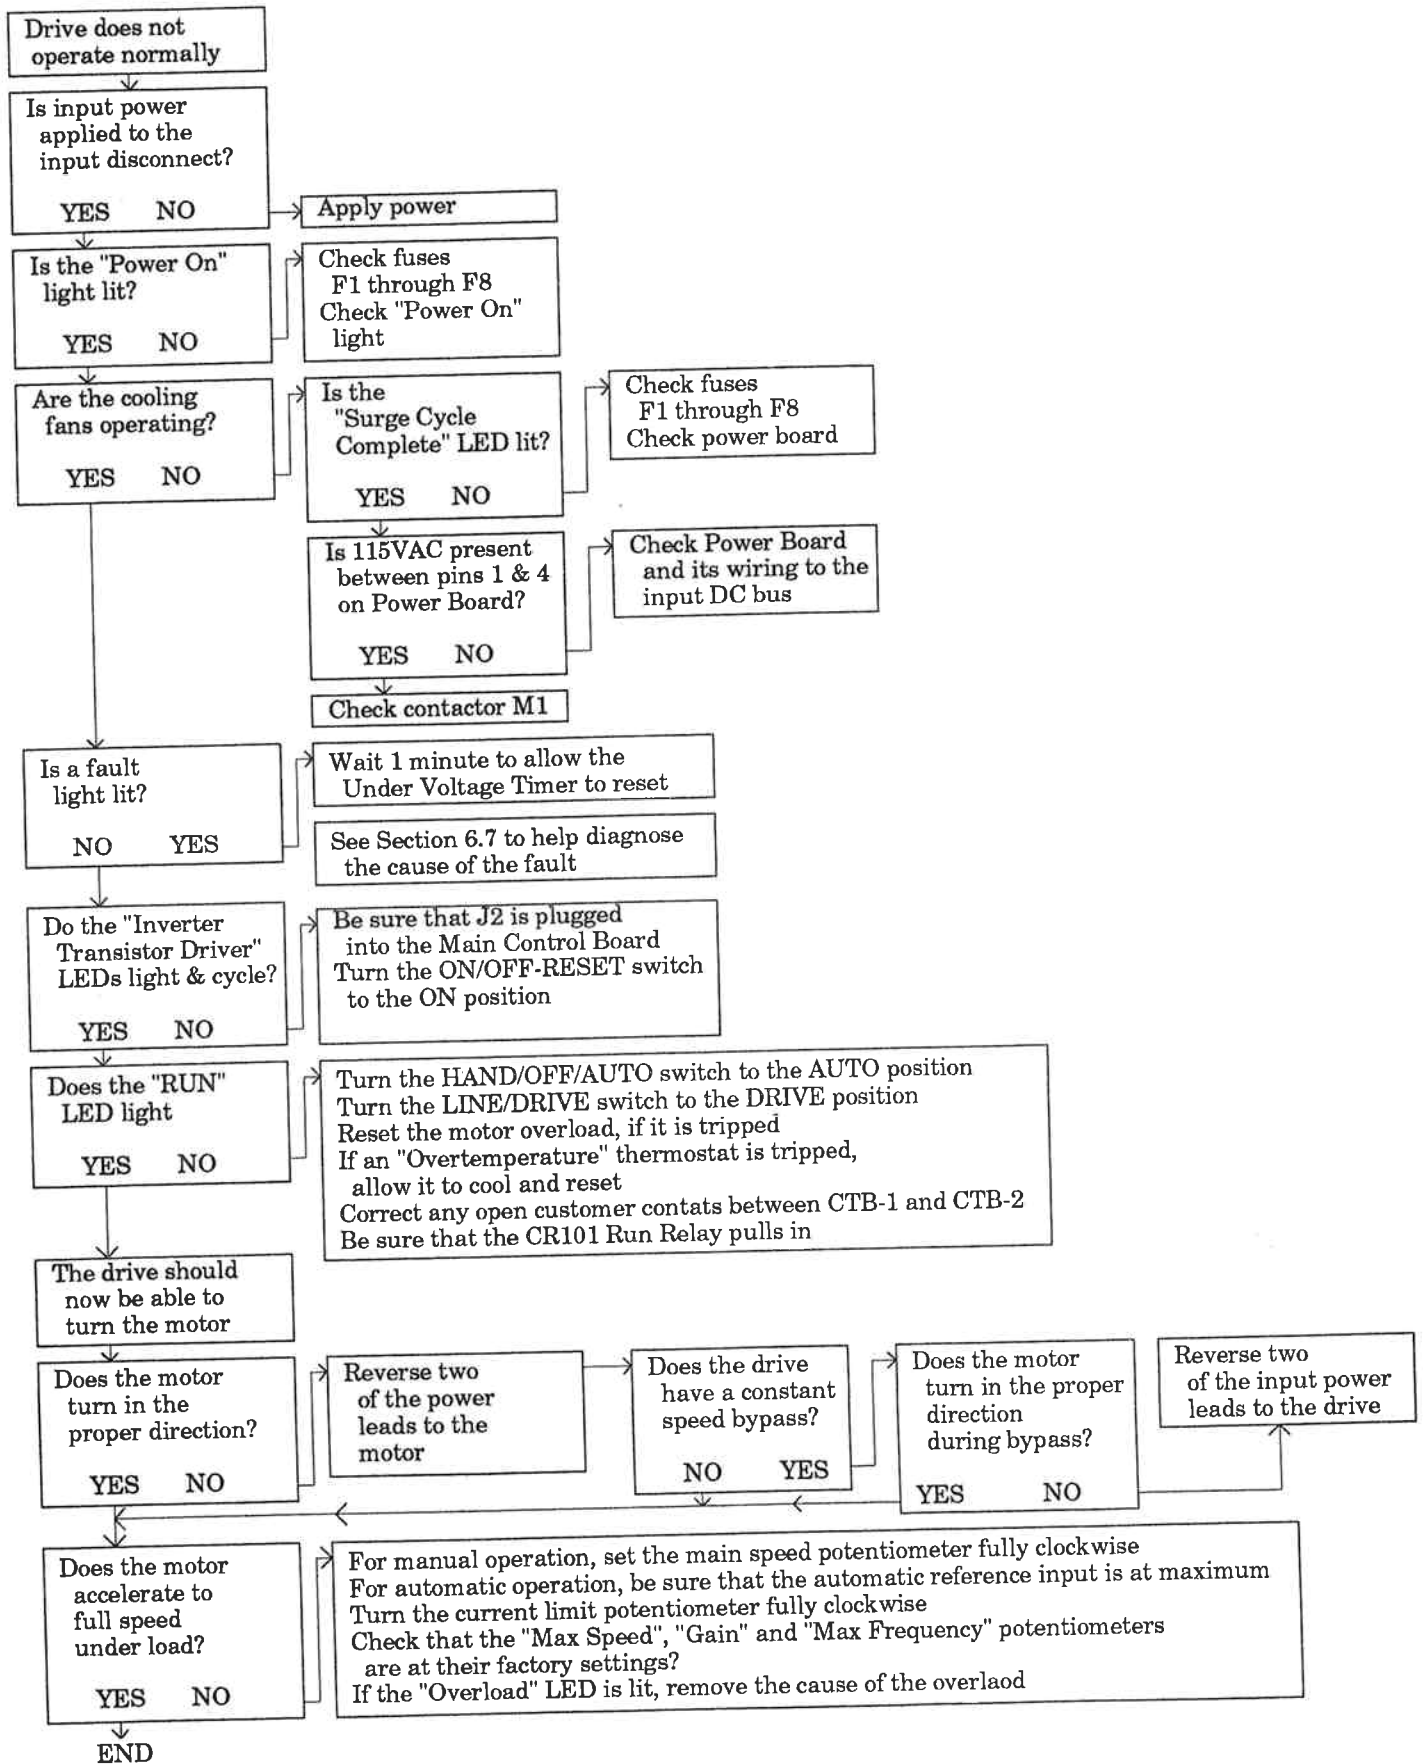 Drive does not
operate normally
Is input power
applied to the
input disconnect?
YES NO
Apply power
Is the "Power On"
light lit?
YES NO
Check fuses
F1 through F8
Check "Power On"
light
Are the cooling
fans operating?
YES NO
Is the
"Surge Cycle
Complete" LED lit?
YES NO
Check fuses
F1 through F8
Check power board
Is 115VAC present
between pins 1 & 4
on Power Board?
YES NO
Check Power Board
and its wiring to the
input DC bus
Check contactor M1
Is a fault
light lit?
NO YES
Wait 1 minute to allow the
Under Voltage Timer to reset
See Section 6.7 to help diagnose
the cause of the fault
Do the "Inverter
Transistor Driver"
LEDs light & cycle?
YES NO
Be sure that J2 is plugged
into the Main Control Board
Turn the ON/OFF-RESET switch
to the ON position
Does the "RUN"
LED light
YES NO
Turn the HAND/OFF/AUTO switch to the AUTO position
Turn the LINE/DRIVE switch to the DRIVE position
Reset the motor overload, if it is tripped
If an "Overtemperature" thermostat is tripped,
allow it to cool and reset
Correct any open customer contats between CTB-1 and CTB-2
Be sure that the CR101 Run Relay pulls in
The drive should
now be able to
turn the motor
Does the motor
turn in the
proper direction?
YES NO
Reverse two
of the power
leads to the
motor
Does the drive
have a constant
speed bypass?
NO YES
Does the motor
turn in the proper
direction
during bypass?
YES NO
Reverse two
of the input power
leads to the drive
Does the motor
accelerate to
full speed
under load?
YES NO
For manual operation, set the main speed potentiometer fully clockwise
For automatic operation, be sure that the automatic reference input is at maximum
Turn the current limit potentiometer fully clockwise
Check that the "Max Speed", "Gain" and "Max Frequency" potentiometers
are at their factory settings?
If the "Overload" LED is lit, remove the cause of the overlaod
END